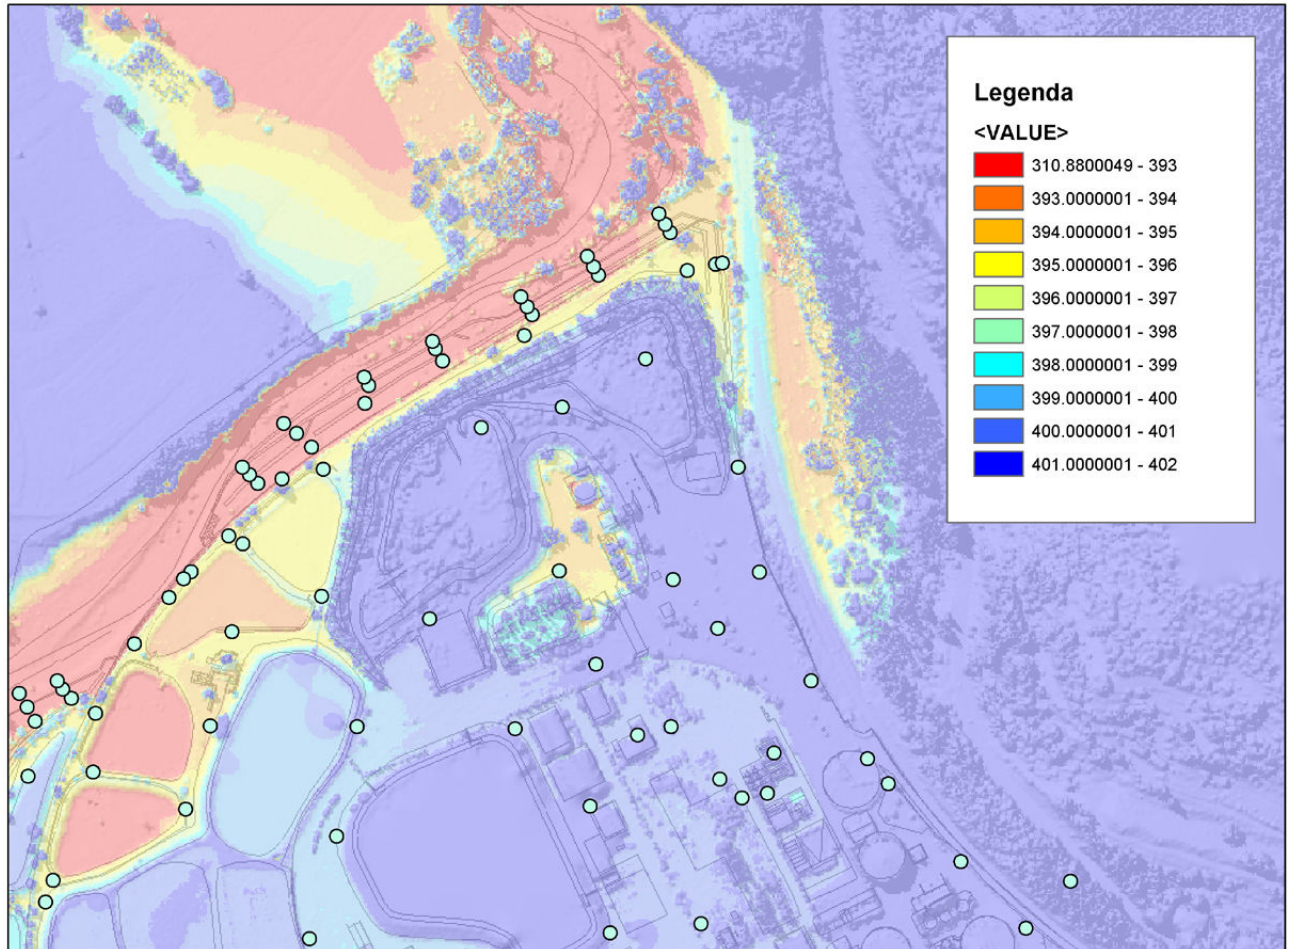 Legenda
<VALUE>
310.8800049 - 393
393.0000001 - 394
394.0000001 - 395
395.0000001 - 396
396.0000001 - 397
397.0000001 - 398
398.0000001 - 399
399.0000001 - 400
400.0000001 - 401
401.0000001 - 402